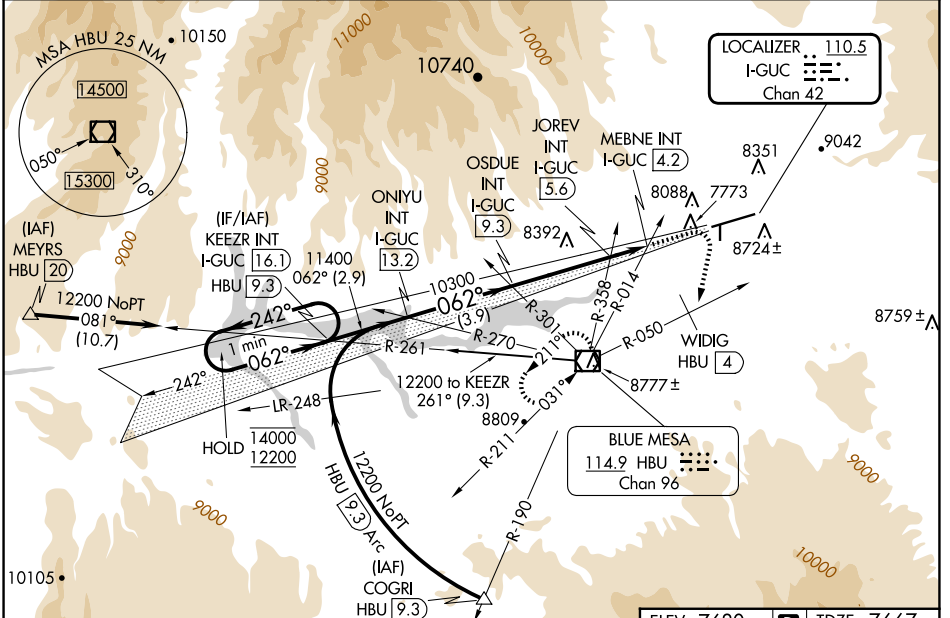 MSA HBU 25 NM
10150
14500
050°
310°
15300
11000
10000
10740
9000
LOCALIZER 110.5
I-GUC
Chan 42
JOREV
INT
I-GUC
5.6
MEBNE INT
I-GUC 4.2
OSDUE
INT
I-GUC
9.3
8351
9042
8088
7773
8392
8724±
ONIYU
INT
I-GUC
13.2
(IF/IAF)
KEEZR INT
I-GUC 16.1
HBU 9.3
11400
062° (2.9)
(IAF)
MEYRS
HBU 20
9000
12200 NoPT
081°
(10.7)
242°
1 min
062°
10300
062°
(3.9)
R-301
R-358
R-014
R-050
R-270
R-261
211°
WIDIG
HBU 4
8759±
8777±
242°
LR-248
12200 to KEEZR
261° (9.3)
031°
8809
R-211
HOLD
14000
12200
BLUE MESA
114.9 HBU
Chan 96
12200 NoPT
HBU 9.3 Arc
R-190
9000
9000
10000
10105
(IAF)
COGRI
HBU 9.3